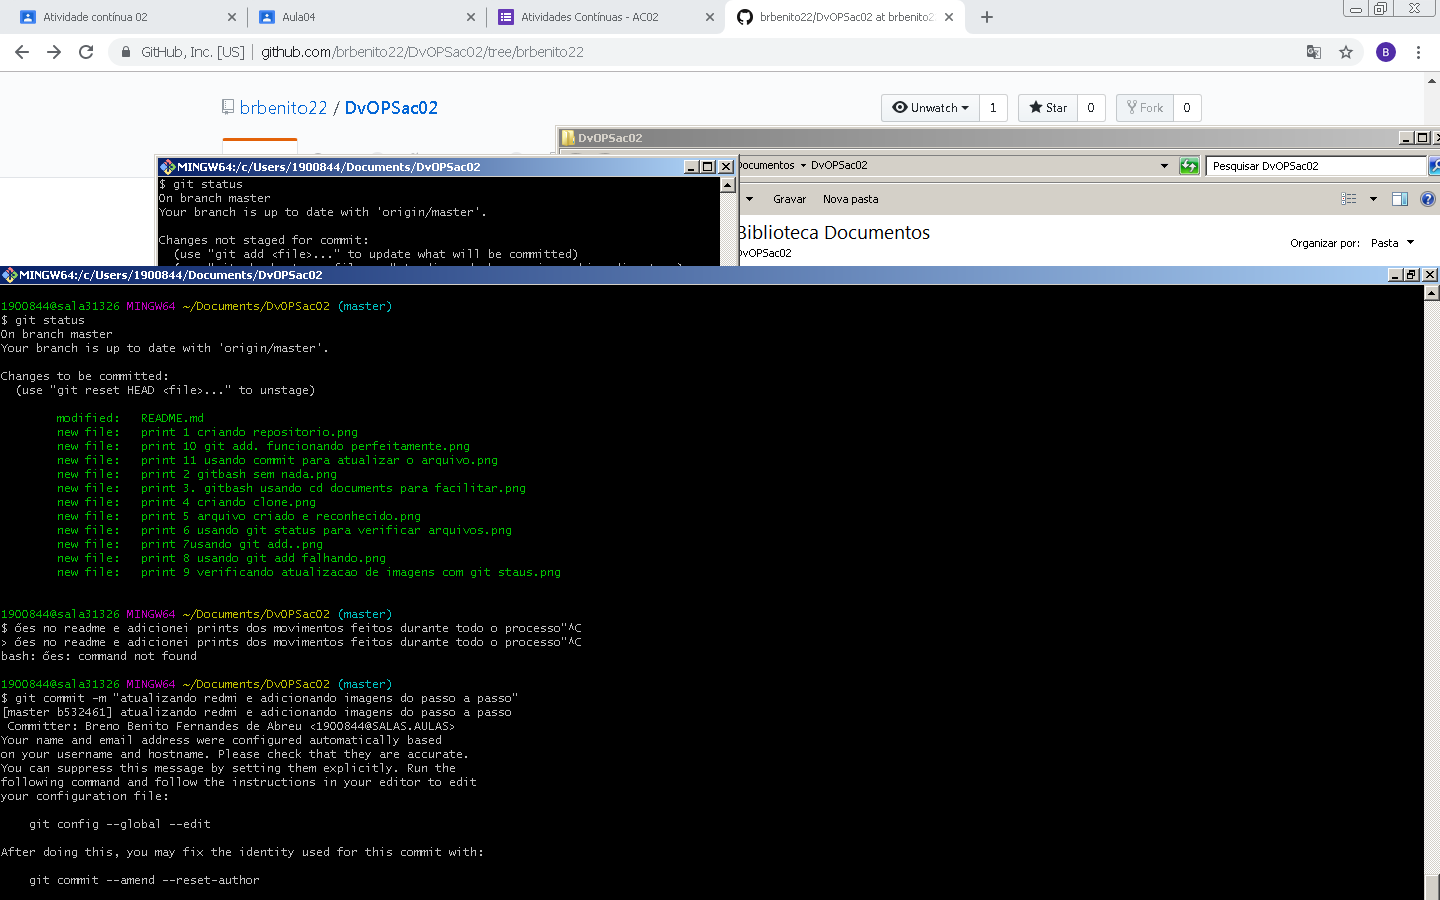 Atividade contínua 02
Aula04
Atividades Contínuas - AC02
brbenito22/DvOPSac02 at brbenito2
GitHub, Inc. [US] | github.com/brbenito22/DvOPSac02/tree/brbenito22
B
brbenito22 / DvOPSac02
Unwatch 1
Star 0
Fork 0
DvOPSac02
MINGW64:/c/Users/1900844/Documents/DvOPSac02
ocumentos DvOPSac02
Pesquisar DvOPSac02
$ git status
On branch master
Your branch is up to date with 'origin/master'.
Gravar
Nova pasta
Biblioteca Documentos
DvOPSac02
Organizar por: Pasta
Changes not staged for commit:
(use "git add <file>..." to update what will be committed)
MINGW64:/c/Users/1900844/Documents/DvOPSac02
1900844@sala31326 MINGW64 ~/Documents/DvOPSac02 (master)
$ git status
On branch master
Your branch is up to date with 'origin/master'.
Changes to be committed:
(use "git reset HEAD <file>..." to unstage)
modified: README.md
new file: print 1 criando repositorio.png
new file: print 10 git add. funcionando perfeitamente.png
new file: print 11 usando commit para atualizar o arquivo.png
new file: print 2 gitbash sem nada.png
new file: print 3. gitbash usando cd documents para facilitar.png
new file: print 4 criando clone.png
new file: print 5 arquivo criado e reconhecido.png
new file: print 6 usando git status para verificar arquivos.png
new file: print 7usando git add..png
new file: print 8 usando git add falhando.png
new file: print 9 verificando atualizacao de imagens com git staus.png
1900844@sala31326 MINGW64 ~/Documents/DvOPSac02 (master)
$ őes no readme e adicionei prints dos movimentos feitos durante todo o processo"^C
> őes no readme e adicionei prints dos movimentos feitos durante todo o processo"^C
bash: őes: command not found
1900844@sala31326 MINGW64 ~/Documents/DvOPSac02 (master)
$ git commit -m "atualizando redmi e adicionando imagens do passo a passo"
[master b532461] atualizando redmi e adicionando imagens do passo a passo
Committer: Breno Benito Fernandes de Abreu <1900844@SALAS.AULAS>
Your name and email address were configured automatically based
on your username and hostname. Please check that they are accurate.
You can suppress this message by setting them explicitly. Run the
following command and follow the instructions in your editor to edit
your configuration file:
git config --global --edit
After doing this, you may fix the identity used for this commit with:
git commit --amend --reset-author